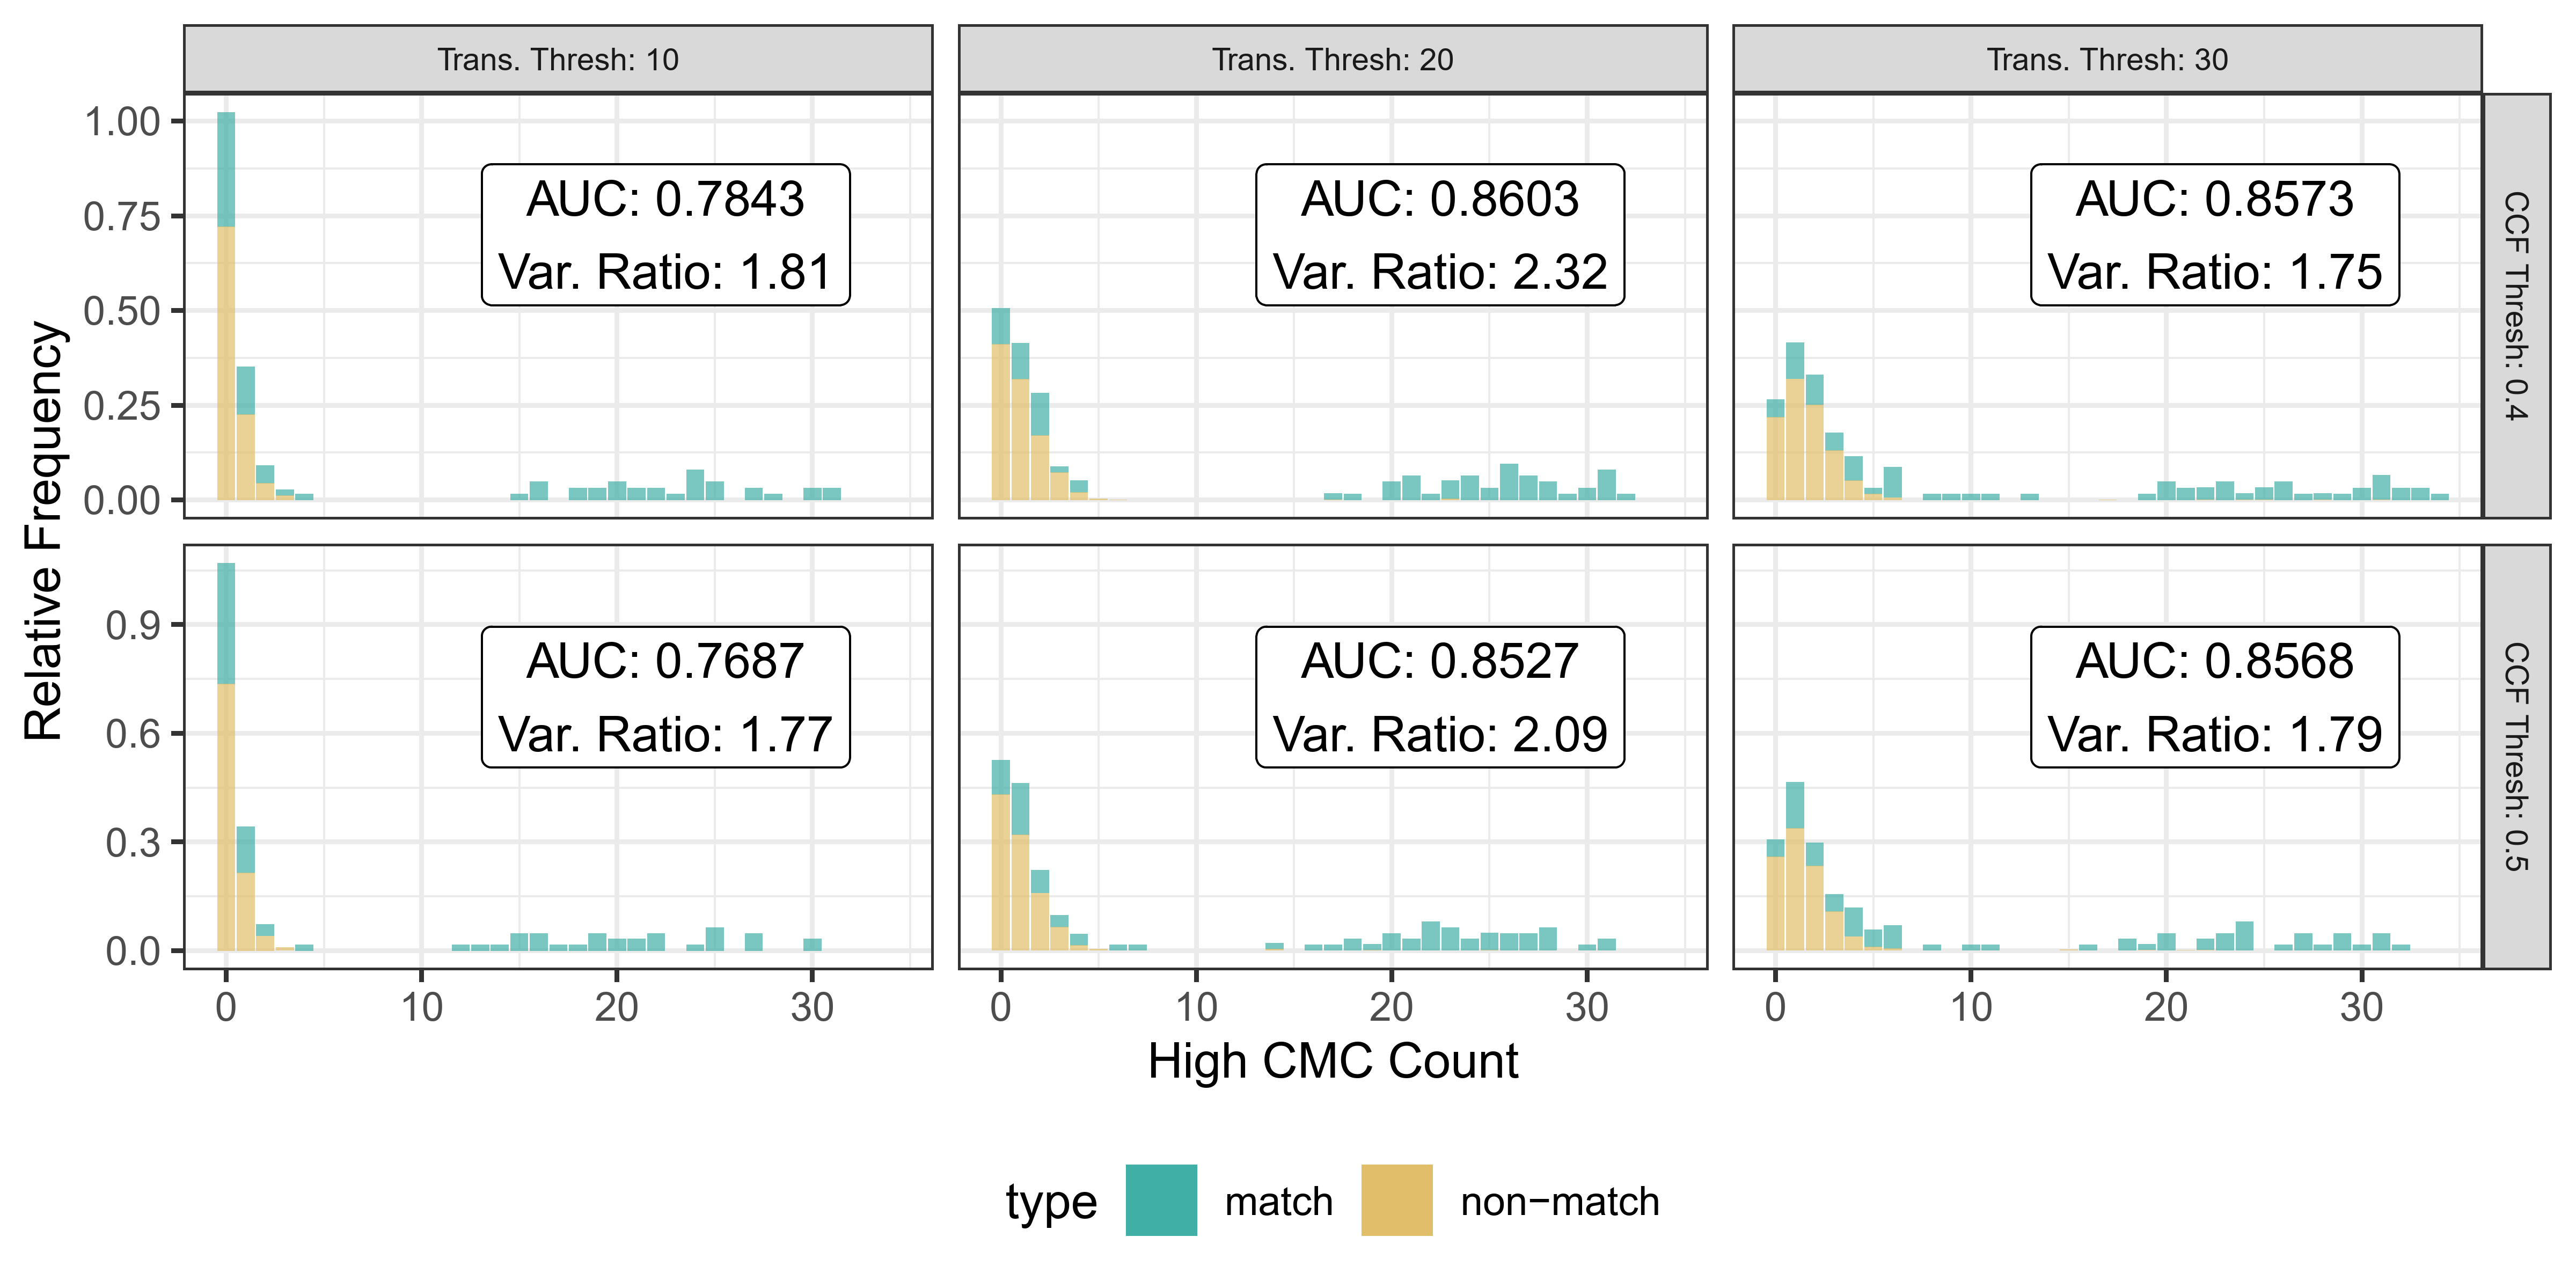 Trans. Thresh: 10
Trans. Thresh: 20
Trans. Thresh: 30
Relative Frequency
1.00
0.75
0.50
0.25
0.00
AUC: 0.7843
Var. Ratio: 1.81
AUC: 0.8603
Var. Ratio: 2.32
AUC: 0.8573
Var. Ratio: 1.75
CCF Thresh: 0.4
0.9
0.6
0.3
0.0
AUC: 0.7687
Var. Ratio: 1.77
AUC: 0.8527
Var. Ratio: 2.09
AUC: 0.8568
Var. Ratio: 1.79
CCF Thresh: 0.5
0 10 20 30
0 10 20 30
0 10 20 30
High CMC Count
type match non−match